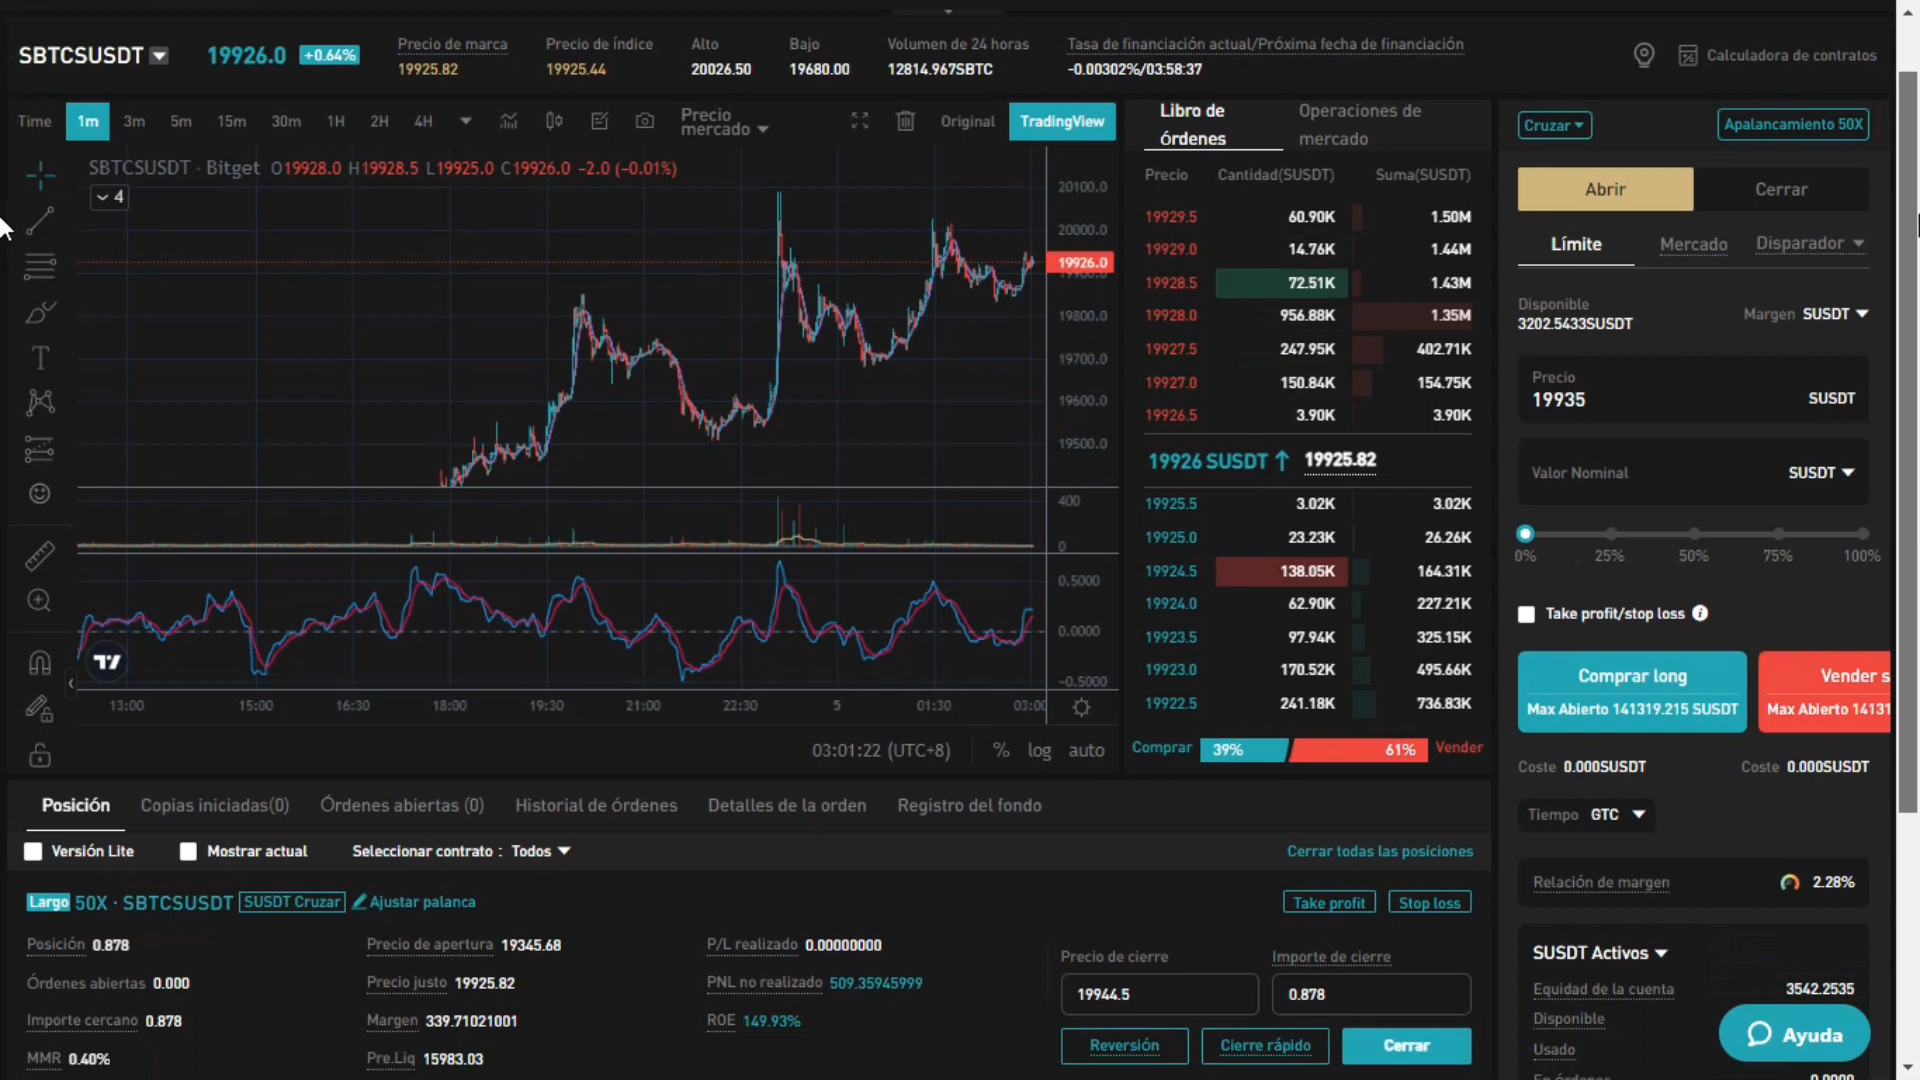 SBTCSUSDT 19926.0 +0.64%
Precio de marca
19925.82
Precio de índice
19925.44
Alto
20026.50
Bajo
19680.00
Volumen de 24 horas
12814.967SBTC
Tasa de financiación actual/Próxima fecha de financiación
-0.00302%/03:58:37
Calculadora de contratos
Time 1m 3m 5m 15m 30m 1H 2H 4H
Precio
mercado
Original TradingView
SBTCSUSDT · Bitget O19928.0 H19928.5 L19925.0 C19926.0 −2.0 (−0.01%)
4
20100.0
20000.0
19926.0
19900.0
19800.0
19700.0
19600.0
19500.0
400
0
0.5000
0.0000
-0.5000
13:00 15:00 16:30 18:00 19:30 21:00 22:30 5 01:30 03:00
03:01:22 (UTC+8) % log auto
Libro de
órdenes
Operaciones de
mercado
Precio Cantidad(SUSDT) Suma(SUSDT)
19929.5 60.90K 1.50M
19929.0 14.76K 1.44M
19928.5 72.51K 1.43M
19928.0 956.88K 1.35M
19927.5 247.95K 402.71K
19927.0 150.84K 154.75K
19926.5 3.90K 3.90K
19926 SUSDT ↑ 19925.82
19925.5 3.02K 3.02K
19925.0 23.23K 26.26K
19924.5 138.05K 164.31K
19924.0 62.90K 227.21K
19923.5 97.94K 325.15K
19923.0 170.52K 495.66K
19922.5 241.18K 736.83K
Comprar 39% 61% Vender
Cruzar Apalancamiento 50X
Abrir Cerrar
Límite Mercado Disparador
Disponible
3202.5433SUSDT
Margen SUSDT
Precio
19935 SUSDT
Valor Nominal SUSDT
0% 25% 50% 75% 100%
Take profit/stop loss
Comprar long
Max Abierto 141319.215 SUSDT
Vender s
Max Abierto 14131
Coste 0.000SUSDT Coste 0.000SUSDT
Tiempo GTC
Relación de margen 2.28%
SUSDT Activos
Equidad de la cuenta 3542.2535
Disponible
Usado
Ayuda
Posición Copias iniciadas(0) Órdenes abiertas (0) Historial de órdenes Detalles de la orden Registro del fondo
Versión Lite Mostrar actual Seleccionar contrato : Todos Cerrar todas las posiciones
Largo 50X · SBTCSUSDT SUSDT Cruzar Ajustar palanca Take profit Stop loss
Posición 0.878 Precio de apertura 19345.68 P/L realizado 0.00000000
Órdenes abiertas 0.000 Precio justo 19925.82 PNL no realizado 509.35945999
Importe cercano 0.878 Margen 339.71021001 ROE 149.93%
MMR 0.40% Pre.Liq 15983.03
Precio de cierre Importe de cierre
19944.5 0.878
Reversión Cierre rápido Cerrar